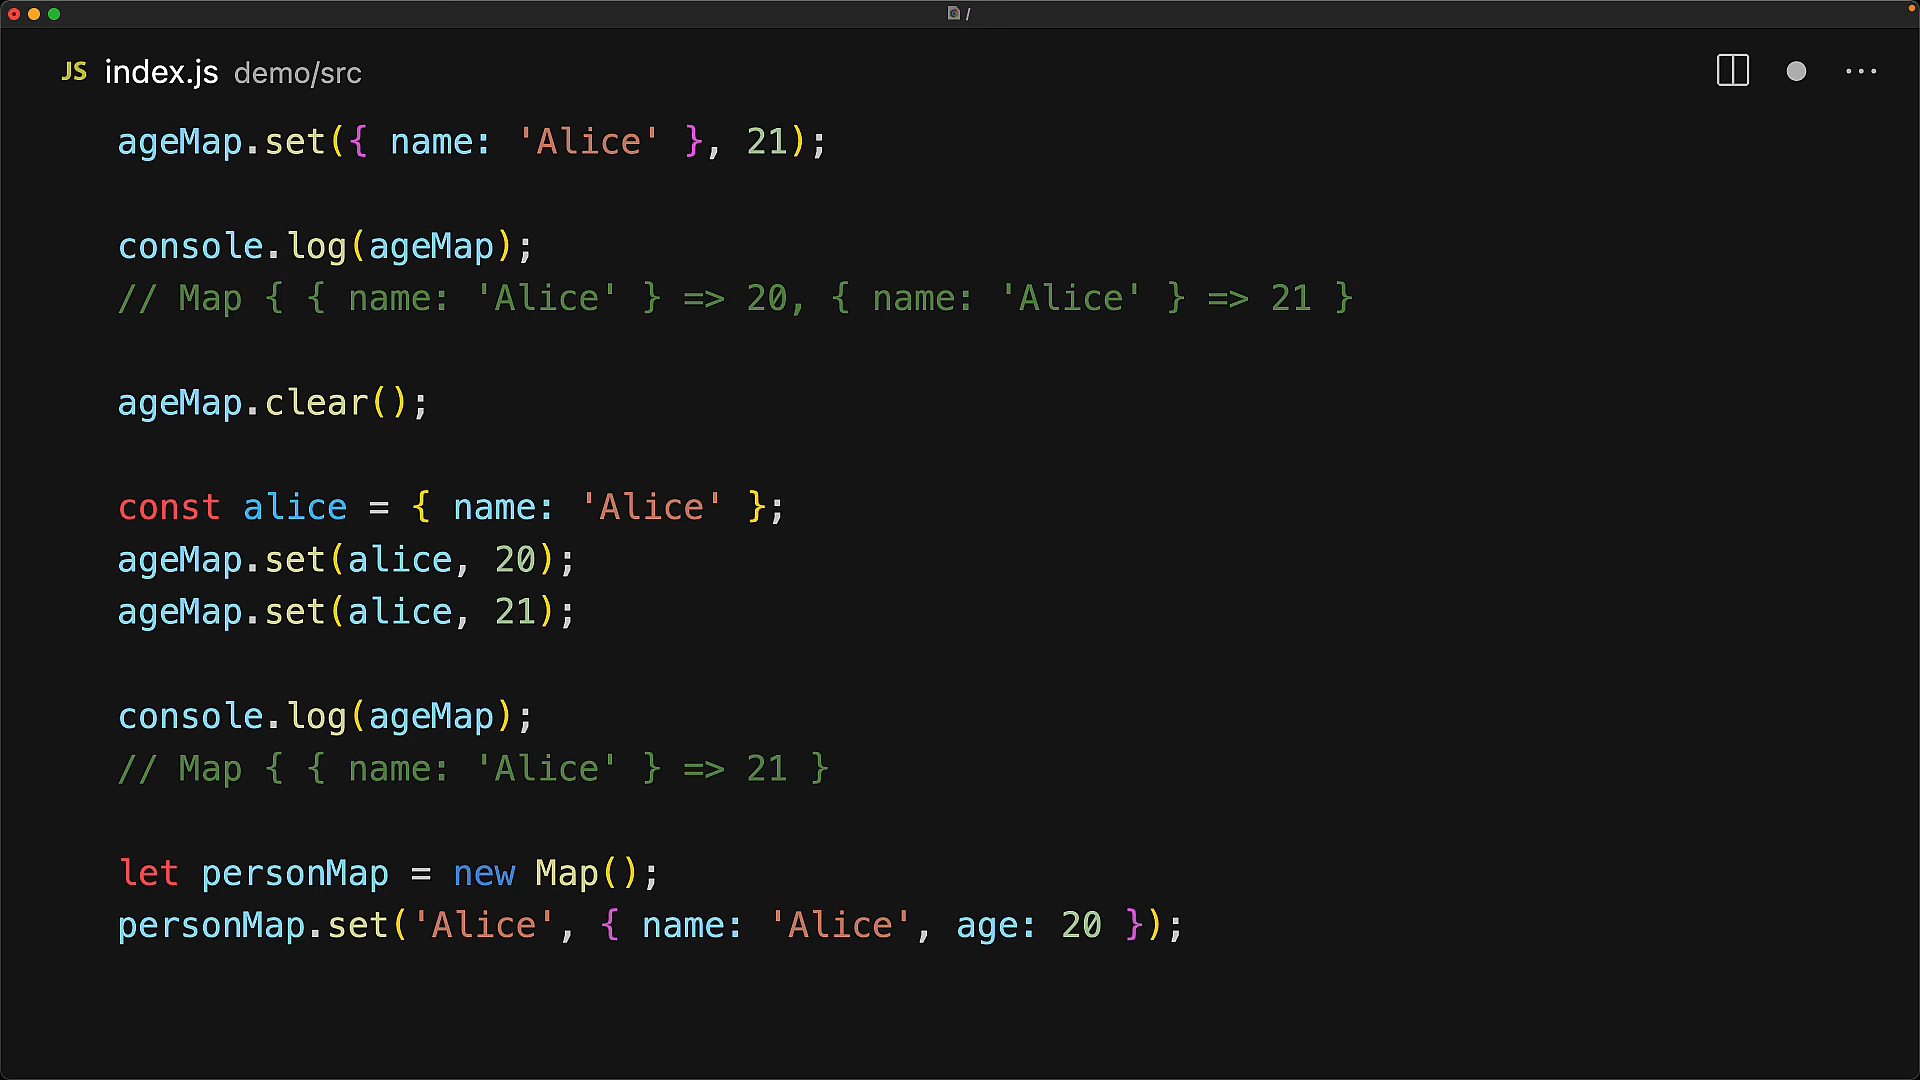 /
JS index.js demo/src
ageMap.set({ name: 'Alice' }, 21);
console.log(ageMap);
// Map { { name: 'Alice' } => 20, { name: 'Alice' } => 21 }
ageMap.clear();
const alice = { name: 'Alice' };
ageMap.set(alice, 20);
ageMap.set(alice, 21);
console.log(ageMap);
// Map { { name: 'Alice' } => 21 }
let personMap = new Map();
personMap.set('Alice', { name: 'Alice', age: 20 });